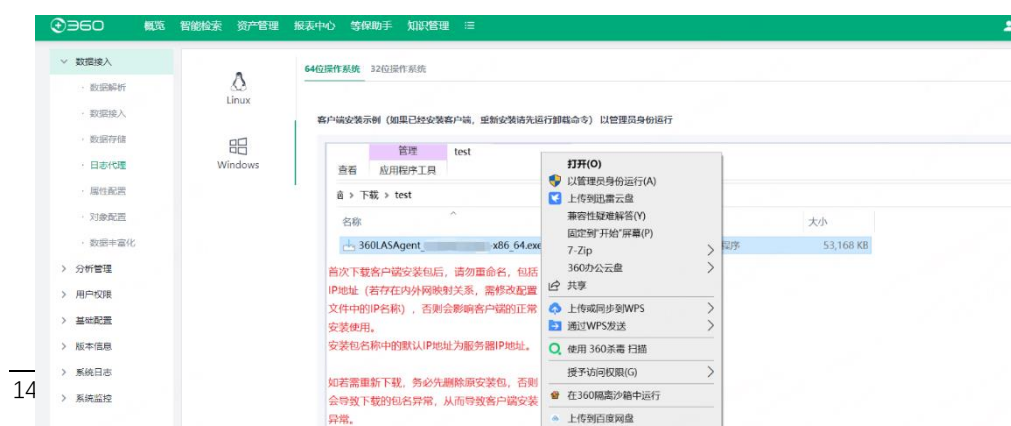 360 概览 智能检索 资产管理 报表中心 等保助手 知识管理
数据接入
数据解析
数据接入
数据存储
日志代理
属性配置
对象配置
数据丰富化
分析管理
用户权限
基础配置
版本信息
系统日志
系统监控
14
Linux
Windows
64位操作系统 32位操作系统
客户端安装示例（如果已经安装客户端，重新安装请先运行卸载命令）以管理员身份运行
管理 test
查看 应用程序工具
下载 > test
名称 大小
360LASAgent_ -x86_64.exe 程序 53,168 KB
首次下载客户端安装包后，请勿重命名，包括
IP地址（若存在内外网映射关系，需修改配置
文件中的IP名称），否则会影响客户端的正常
安装使用。
安装包名称中的默认IP地址为服务器IP地址。
如若需重新下载，务必先删除原安装包，否则
会导致下载的包名异常，从而导致客户端安装
异常。
打开(O)
以管理员身份运行(A)
上传到迅雷云盘
兼容性疑难解答(Y)
固定到"开始"屏幕(P)
7-Zip
360办公云盘
共享
上传或同步到WPS
通过WPS发送
使用 360杀毒 扫描
授予访问权限(G)
在360隔离沙箱中运行
上传到百度网盘